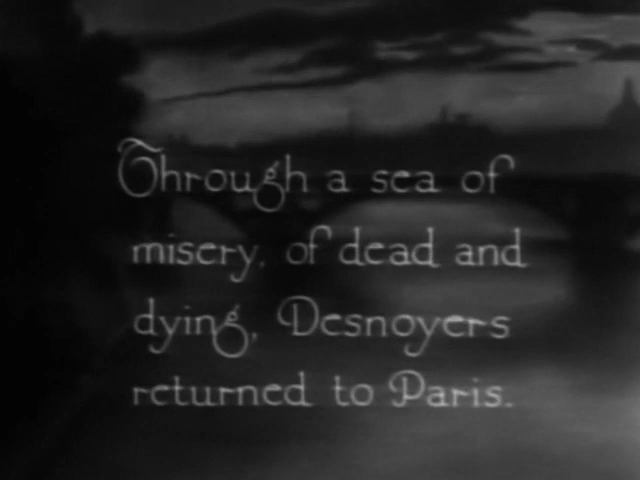 Through a sea of
misery, of dead and
dying, Desnoyers
returned to Paris.